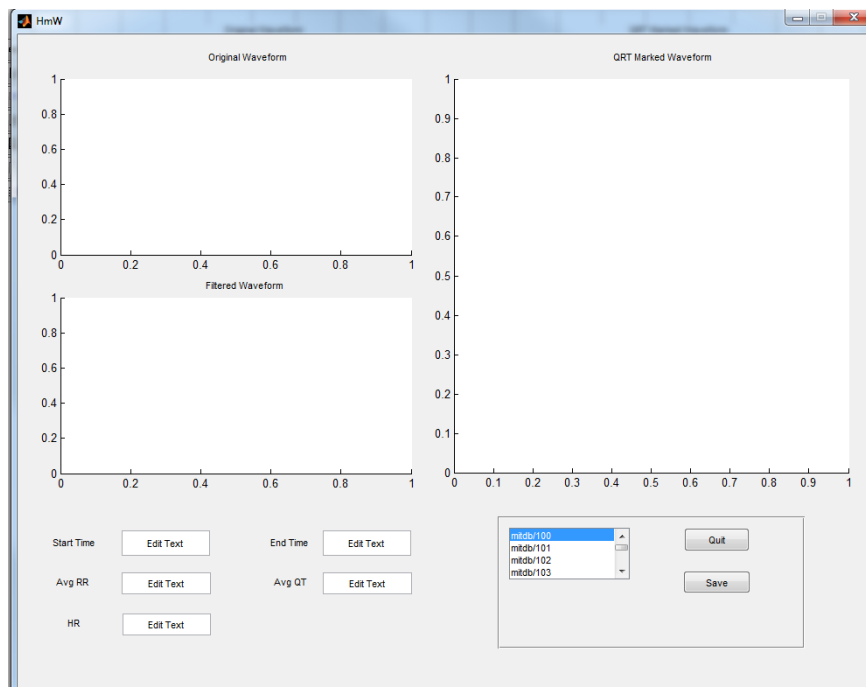 HmW
Original Waveform
1
0.8
0.6
0.4
0.2
0
0 0.2 0.4 0.6 0.8 1
Filtered Waveform
1
0.8
0.6
0.4
0.2
0
0 0.2 0.4 0.6 0.8 1
QRT Marked Waveform
1
0.9
0.8
0.7
0.6
0.5
0.4
0.3
0.2
0.1
0
0 0.1 0.2 0.3 0.4 0.5 0.6 0.7 0.8 0.9 1
Start Time Edit Text End Time Edit Text
Avg RR Edit Text Avg QT Edit Text
HR Edit Text
mitdb/100
mitdb/101
mitdb/102
mitdb/103
Quit
Save